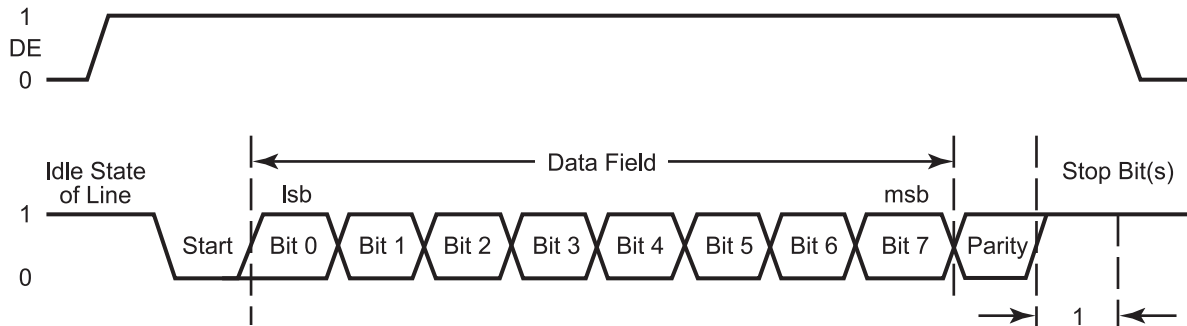 1
DE
0
Data Field
Idle State
of Line
Stop Bit(s)
lsb
msb
1
Start
Bit 0
Bit 1
Bit 2
Bit 3
Bit 4
Bit 5
Bit 6
Bit 7
Parity
0
1